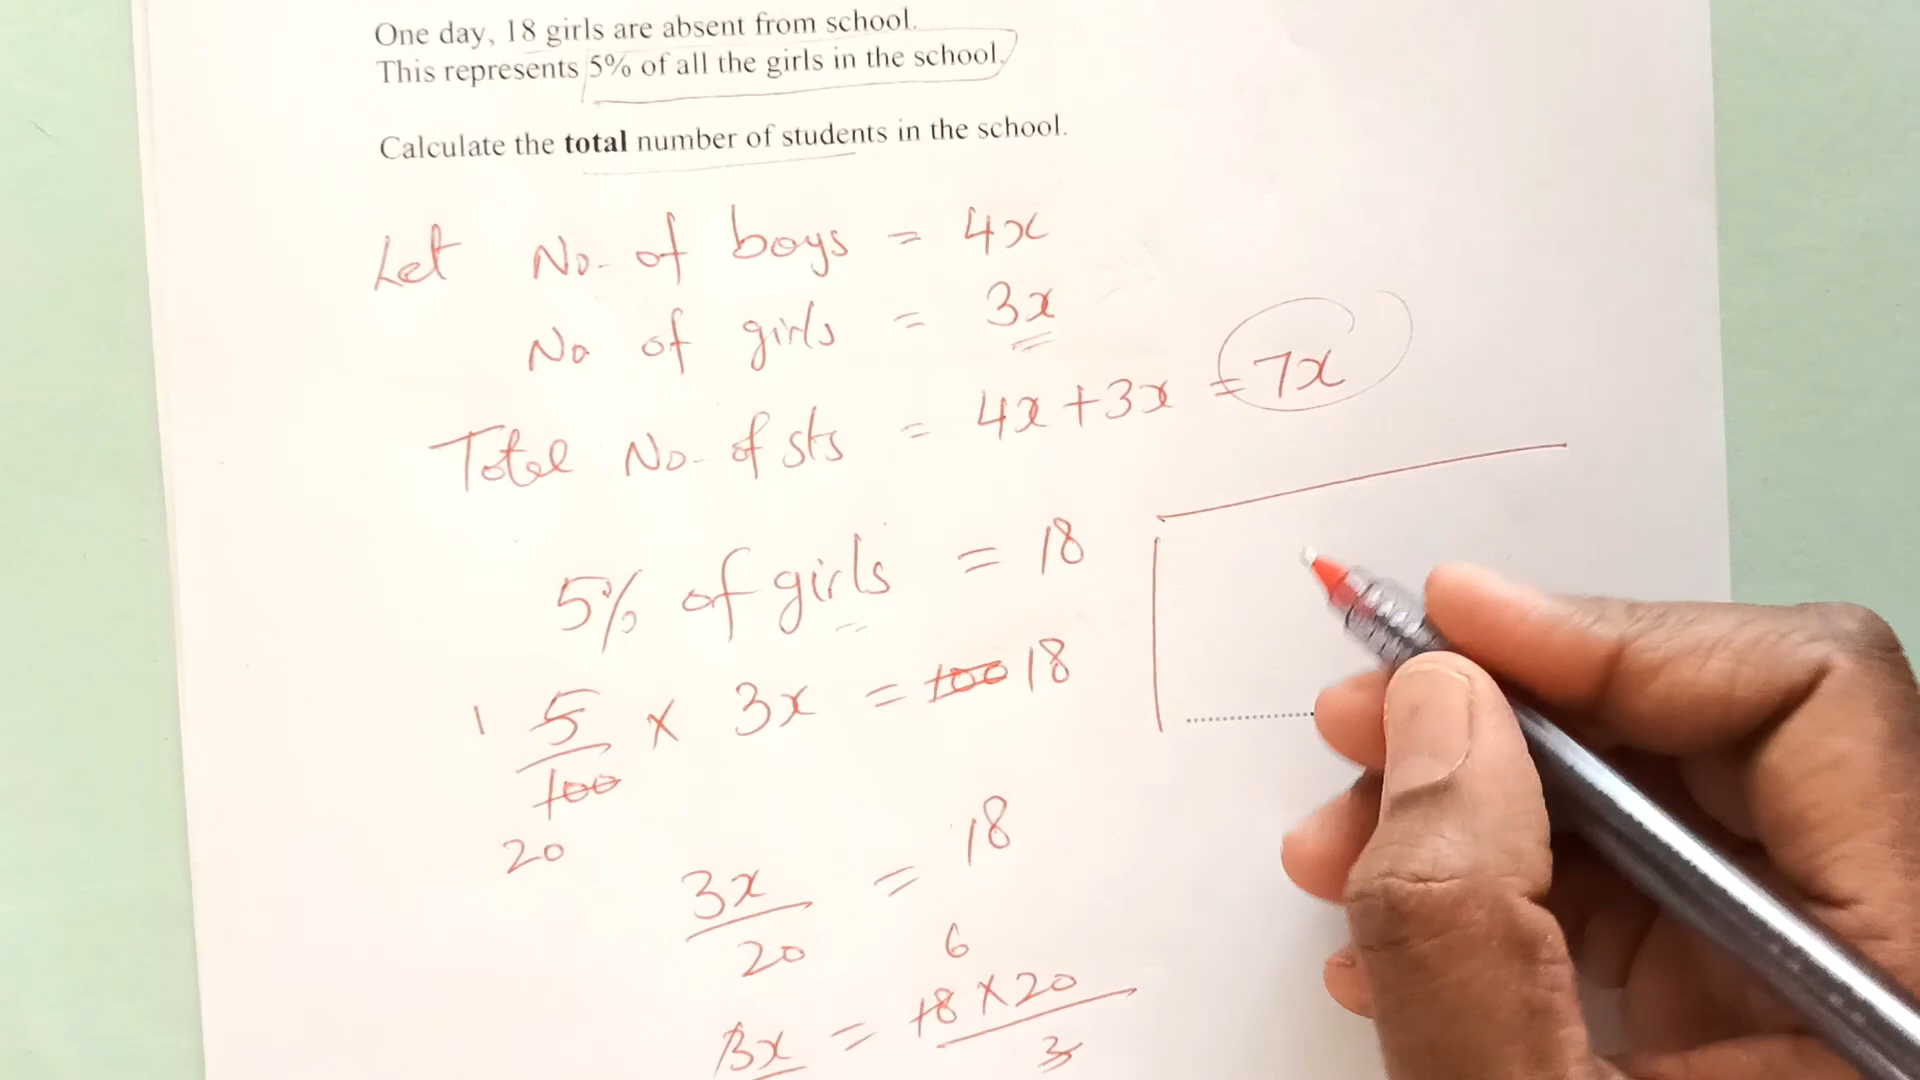 One day, 18 girls are absent from school.
This represents 5% of all the girls in the school.
Calculate the total number of students in the school.
Let No. of boys = 4x
No of girls = 3x
Total No. of sts = 4x + 3x = 7x
5% of girls = 18
1 5/100 x 3x = 100 18
20
3x/20 = 18
6
3x = 18 x 20/3